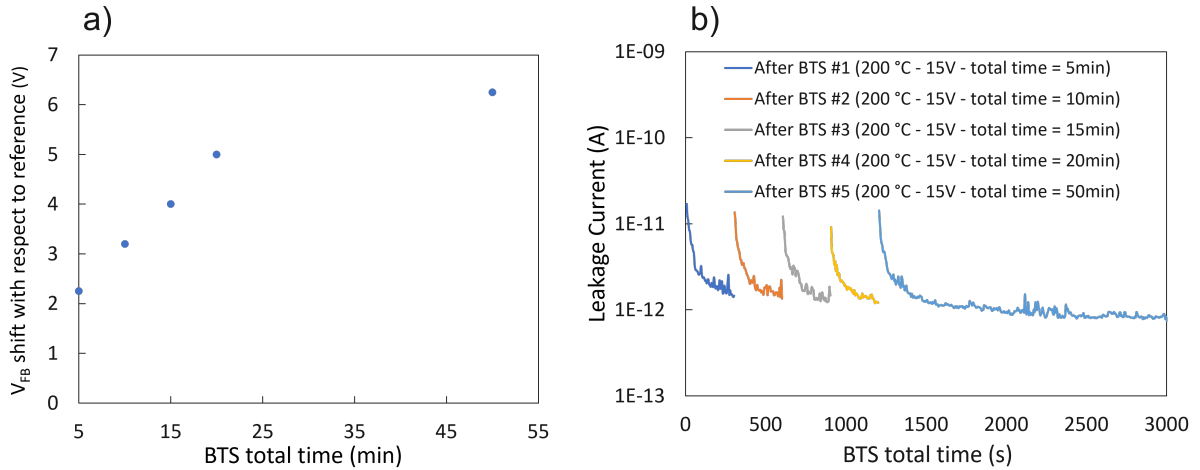 a)
7
6
5
4
3
2
1
0
V_FB shift with respect to reference (V)
5 15 25 35 45 55
BTS total time (min)
b)
1E-09
1E-10
1E-11
1E-12
1E-13
Leakage Current (A)
After BTS #1 (200 °C - 15V - total time = 5min)
After BTS #2 (200 °C - 15V - total time = 10min)
After BTS #3 (200 °C - 15V - total time = 15min)
After BTS #4 (200 °C - 15V - total time = 20min)
After BTS #5 (200 °C - 15V - total time = 50min)
0 500 1000 1500 2000 2500 3000
BTS total time (s)